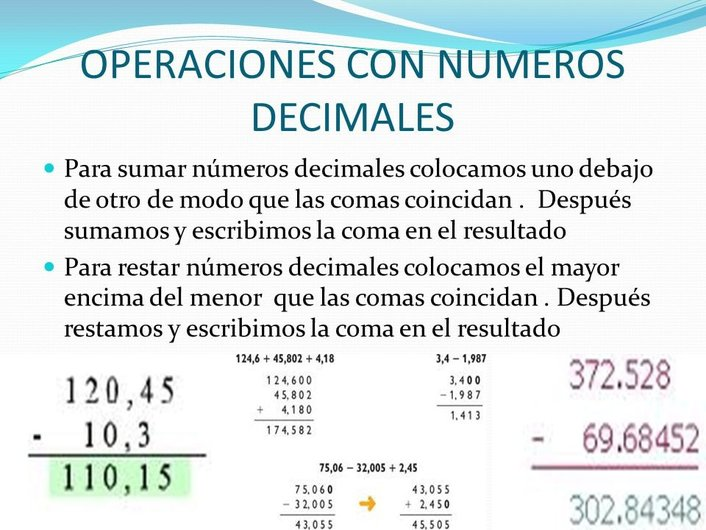 OPERACIONES CON NUMEROS
DECIMALES
Para sumar números decimales colocamos uno debajo
de otro de modo que las comas coincidan . Después
sumamos y escribimos la coma en el resultado
Para restar números decimales colocamos el mayor
encima del menor que las comas coincidan . Después
restamos y escribimos la coma en el resultado
120,45
- 10,3
110,15
124,6 + 45,802 + 4,18
124,600
45,802
+ 4,180
174,582
3,4 − 1,987
3,400
− 1,987
1,413
75,06 − 32,005 + 2,45
75,060
− 32,005
43,055
43,055
+ 2,450
45,505
372.528
- 69.68452
302.84348